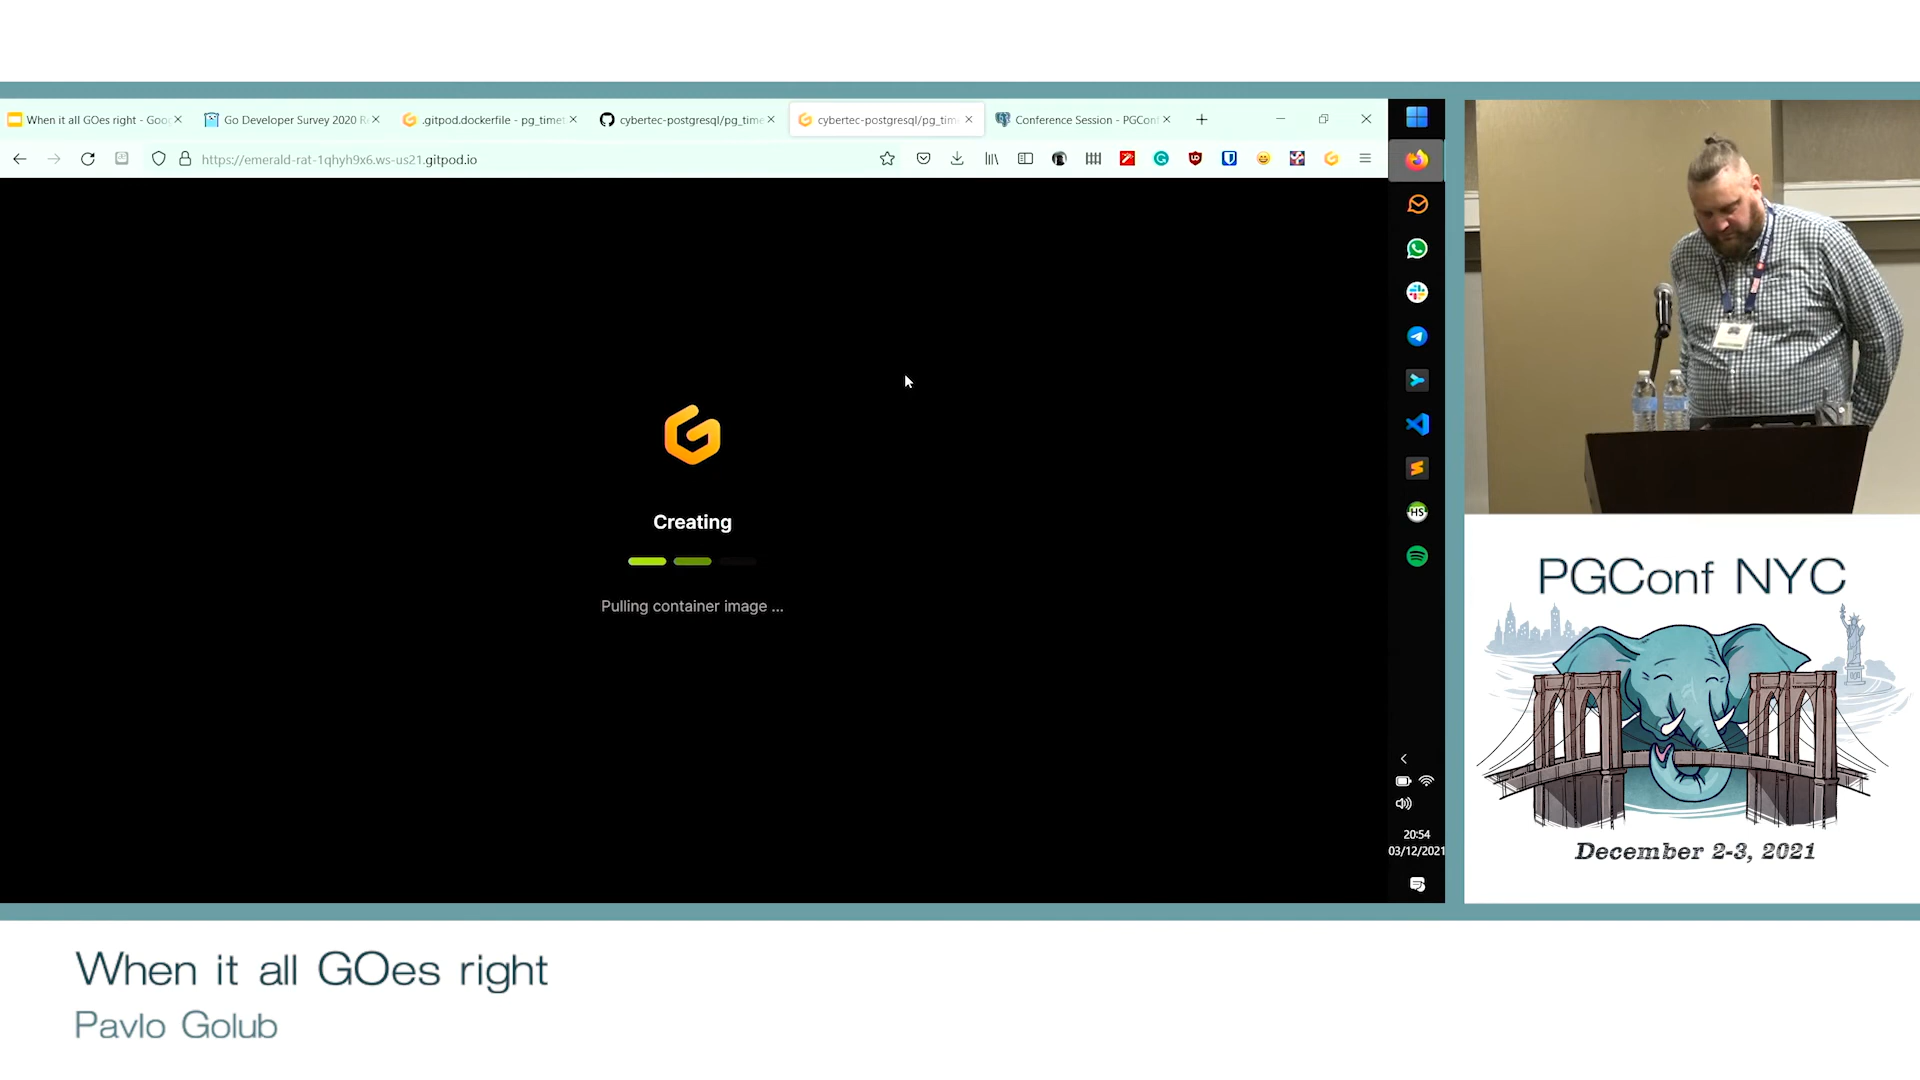 When it all GOes right - Goo
Go Developer Survey 2020 R
.gitpod.dockerfile - pg_timet
cybertec-postgresql/pg_time
cybertec-postgresql/pg_tim
Conference Session - PGConf
https://emerald-rat-1qhyh9x6.ws-us21.gitpod.io
Creating
Pulling container image ...
HS
20:54
03/12/2021
PGConf NYC
December 2-3, 2021
When it all GOes right
Pavlo Golub